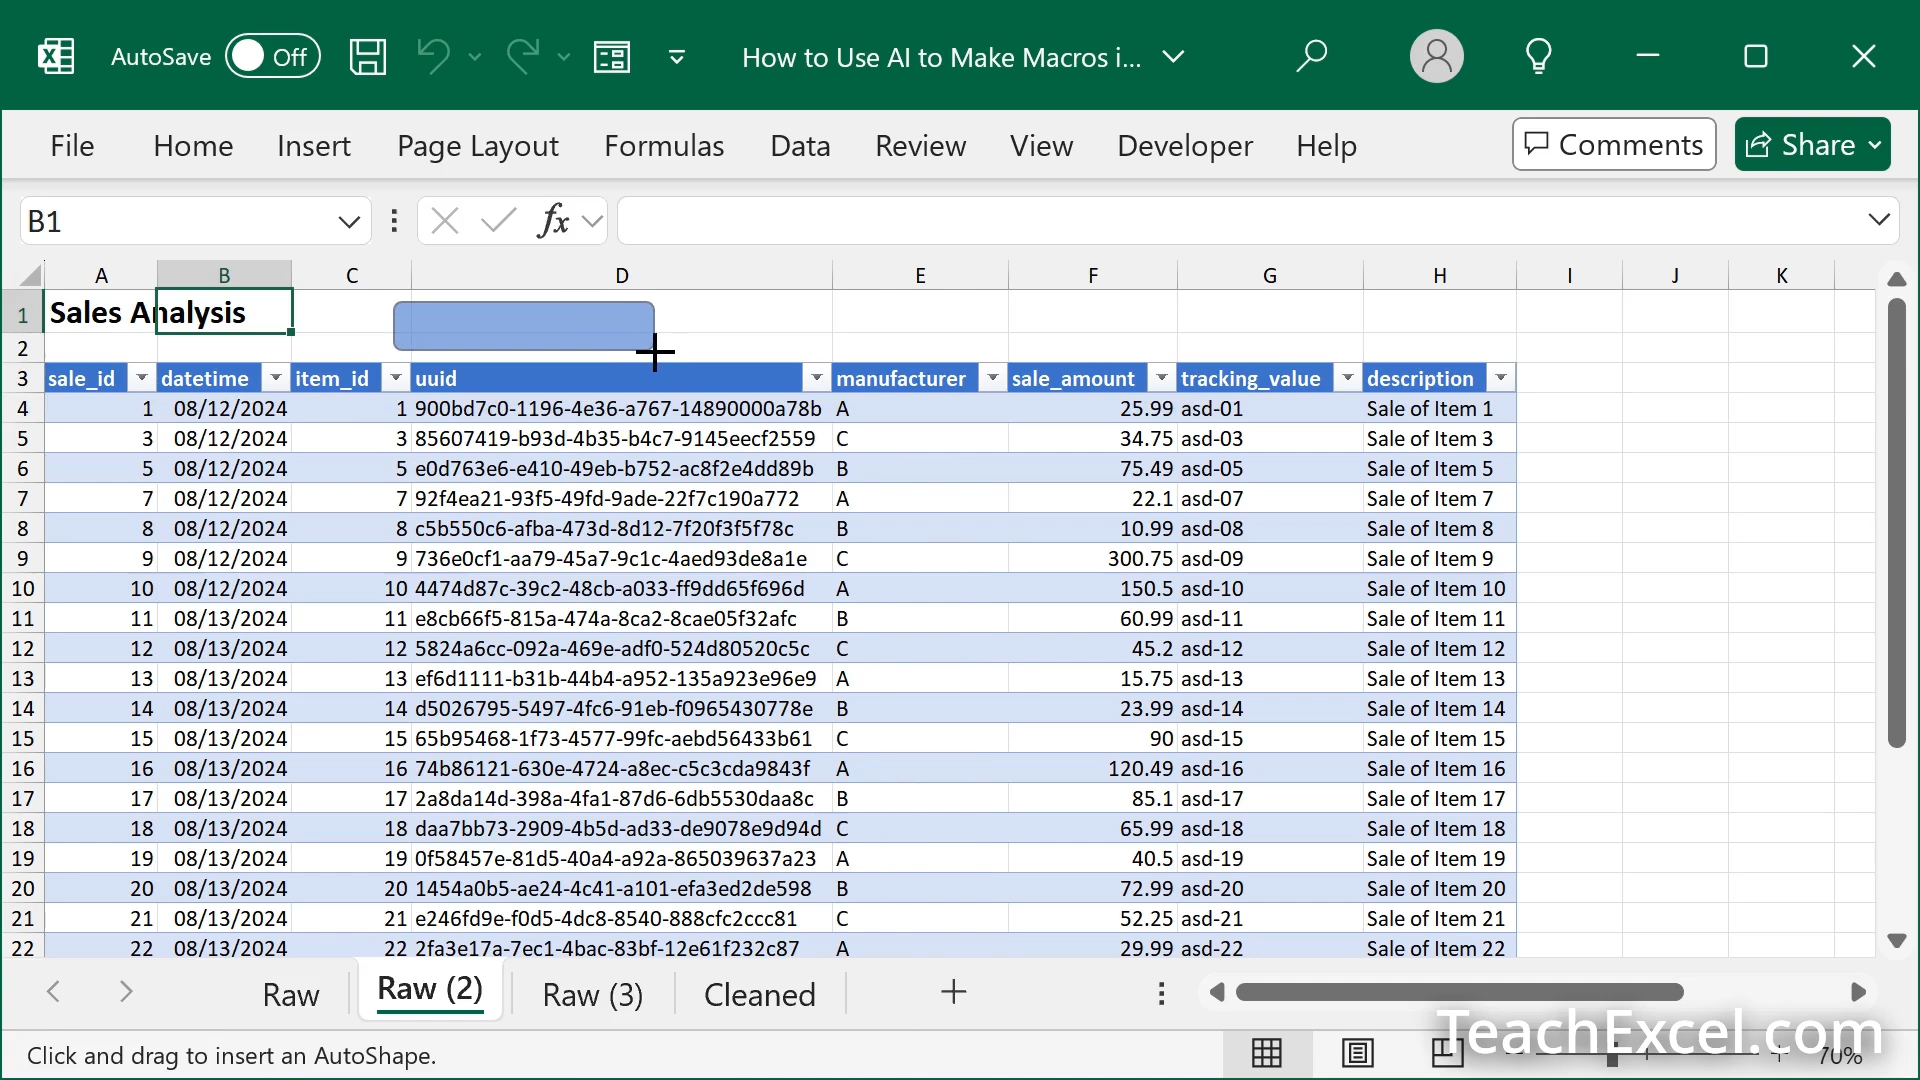 AutoSave Off How to Use AI to Make Macros i...
File Home Insert Page Layout Formulas Data Review View Developer Help Comments Share
B1 fx
A B C D E F G H I J K
1 Sales Analysis
2
3 sale_id datetime item_id uuid manufacturer sale_amount tracking_value description
4 1 08/12/2024 1 900bd7c0-1196-4e36-a767-14890000a78b A 25.99 asd-01 Sale of Item 1
5 3 08/12/2024 3 85607419-b93d-4b35-b4c7-9145eecf2559 C 34.75 asd-03 Sale of Item 3
6 5 08/12/2024 5 e0d763e6-e410-49eb-b752-ac8f2e4dd89b B 75.49 asd-05 Sale of Item 5
7 7 08/12/2024 7 92f4ea21-93f5-49fd-9ade-22f7c190a772 A 22.1 asd-07 Sale of Item 7
8 8 08/12/2024 8 c5b550c6-afba-473d-8d12-7f20f3f5f78c B 10.99 asd-08 Sale of Item 8
9 9 08/12/2024 9 736e0cf1-aa79-45a7-9c1c-4aed93de8a1e C 300.75 asd-09 Sale of Item 9
10 10 08/12/2024 10 4474d87c-39c2-48cb-a033-ff9dd65f696d A 150.5 asd-10 Sale of Item 10
11 11 08/13/2024 11 e8cb66f5-815a-474a-8ca2-8cae05f32afc B 60.99 asd-11 Sale of Item 11
12 12 08/13/2024 12 5824a6cc-092a-469e-adf0-524d80520c5c C 45.2 asd-12 Sale of Item 12
13 13 08/13/2024 13 ef6d1111-b31b-44b4-a952-135a923e96e9 A 15.75 asd-13 Sale of Item 13
14 14 08/13/2024 14 d5026795-5497-4fc6-91eb-f0965430778e B 23.99 asd-14 Sale of Item 14
15 15 08/13/2024 15 65b95468-1f73-4577-99fc-aebd56433b61 C 90 asd-15 Sale of Item 15
16 16 08/13/2024 16 74b86121-630e-4724-a8ec-c5c3cda9843f A 120.49 asd-16 Sale of Item 16
17 17 08/13/2024 17 2a8da14d-398a-4fa1-87d6-6db5530daa8c B 85.1 asd-17 Sale of Item 17
18 18 08/13/2024 18 daa7bb73-2909-4b5d-ad33-de9078e9d94d C 65.99 asd-18 Sale of Item 18
19 19 08/13/2024 19 0f58457e-81d5-40a4-a92a-865039637a23 A 40.5 asd-19 Sale of Item 19
20 20 08/13/2024 20 1454a0b5-ae24-4c41-a101-efa3ed2de598 B 72.99 asd-20 Sale of Item 20
21 21 08/13/2024 21 e246fd9e-f0d5-4dc8-8540-888cfc2ccc81 C 52.25 asd-21 Sale of Item 21
22 22 08/13/2024 22 2fa3e17a-7ec1-4bac-83bf-12e61f232c87 A 29.99 asd-22 Sale of Item 22
Raw Raw (2) Raw (3) Cleaned
TeachExcel.com
Click and drag to insert an AutoShape. 70%